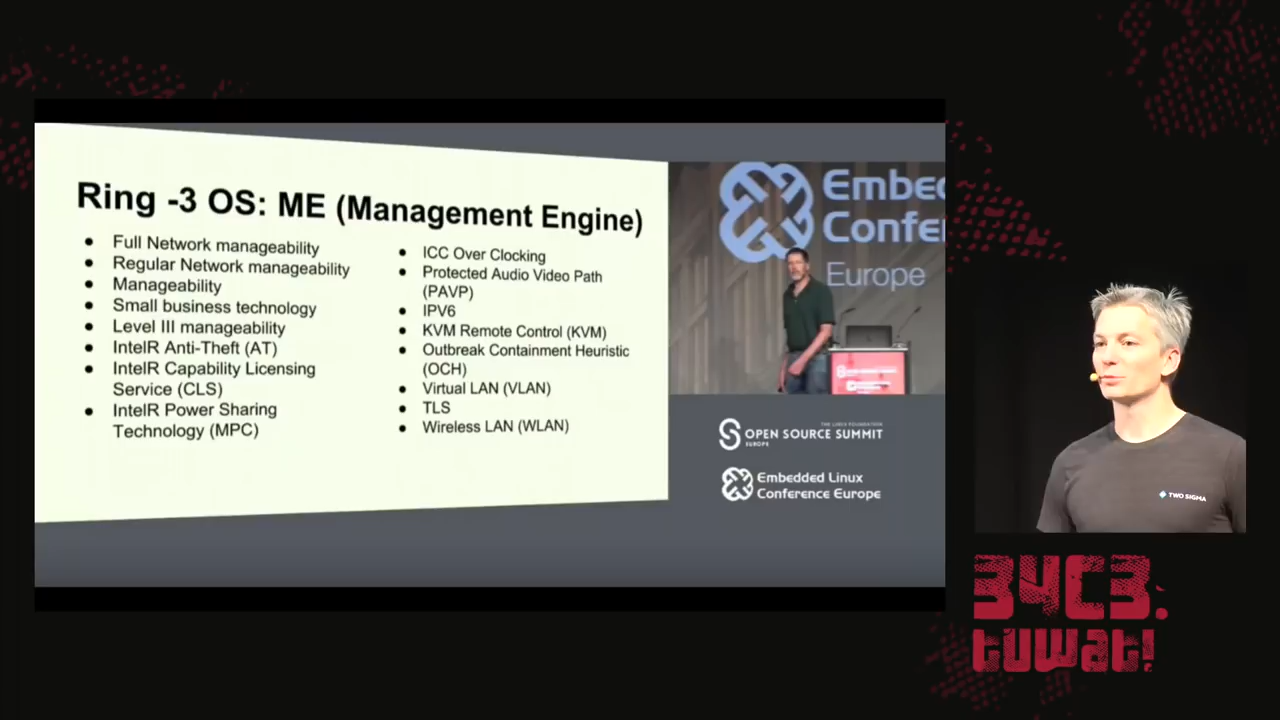 Ring -3 OS: ME (Management Engine)
● Full Network manageability
● Regular Network manageability
● Manageability
● Small business technology
● Level III manageability
● IntelR Anti-Theft (AT)
● IntelR Capability Licensing
Service (CLS)
● IntelR Power Sharing
Technology (MPC)
● ICC Over Clocking
● Protected Audio Video Path
(PAVP)
● IPV6
● KVM Remote Control (KVM)
● Outbreak Containment Heuristic
(OCH)
● Virtual LAN (VLAN)
● TLS
● Wireless LAN (WLAN)
Embec
Confer
Europe
THE LINUX FOUNDATION
OPEN SOURCE SUMMIT
EUROPE
Embedded Linux
Conference Europe
TWO SIGMA
34C3.
tuwat!